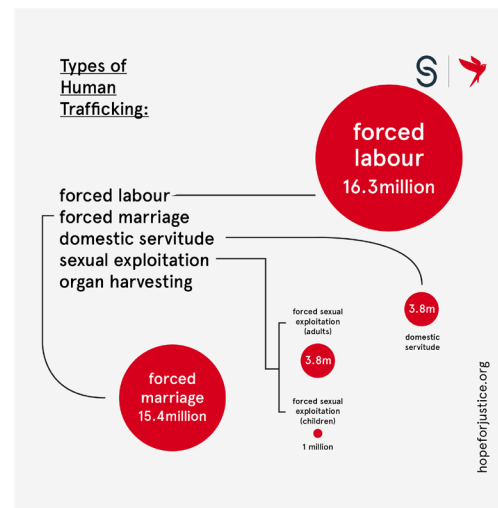 Types of
Human
Trafficking:
forced
labour
16.3million
forced labour
forced marriage
domestic servitude
sexual exploitation
organ harvesting
3.8m
domestic
servitude
forced sexual
exploitation
(adults)
3.8m
forced sexual
exploitation
(children)
1 million
forced
marriage
15.4million
hopeforjustice.org